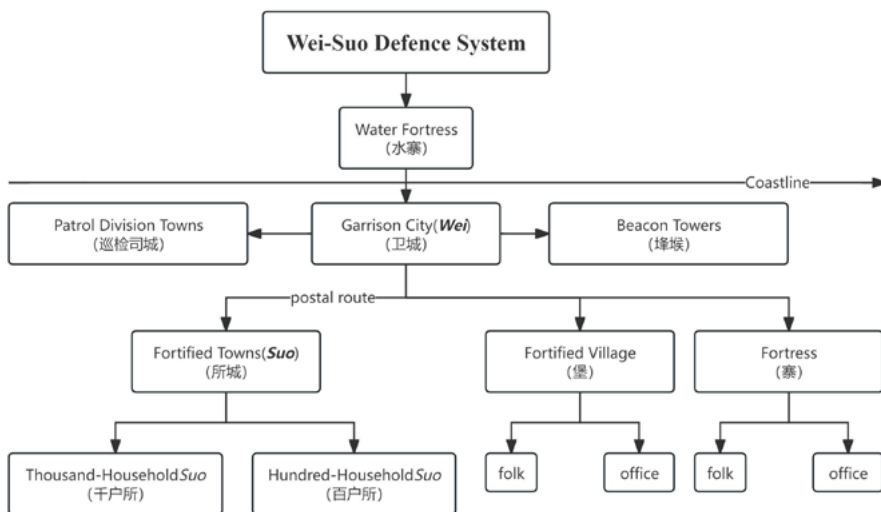 Wei-Suo Defence System
Water Fortress
（水寨）
Coastline
Patrol Division Towns
（巡检司城）
Garrison City(Wei)
（卫城）
Beacon Towers
（烽堠）
postal route
Fortified Towns(Suo)
（所城）
Fortified Village
（堡）
Fortress
（寨）
Thousand-HouseholdSuo
（千户所）
Hundred-HouseholdSuo
（百户所）
folk
office
folk
office